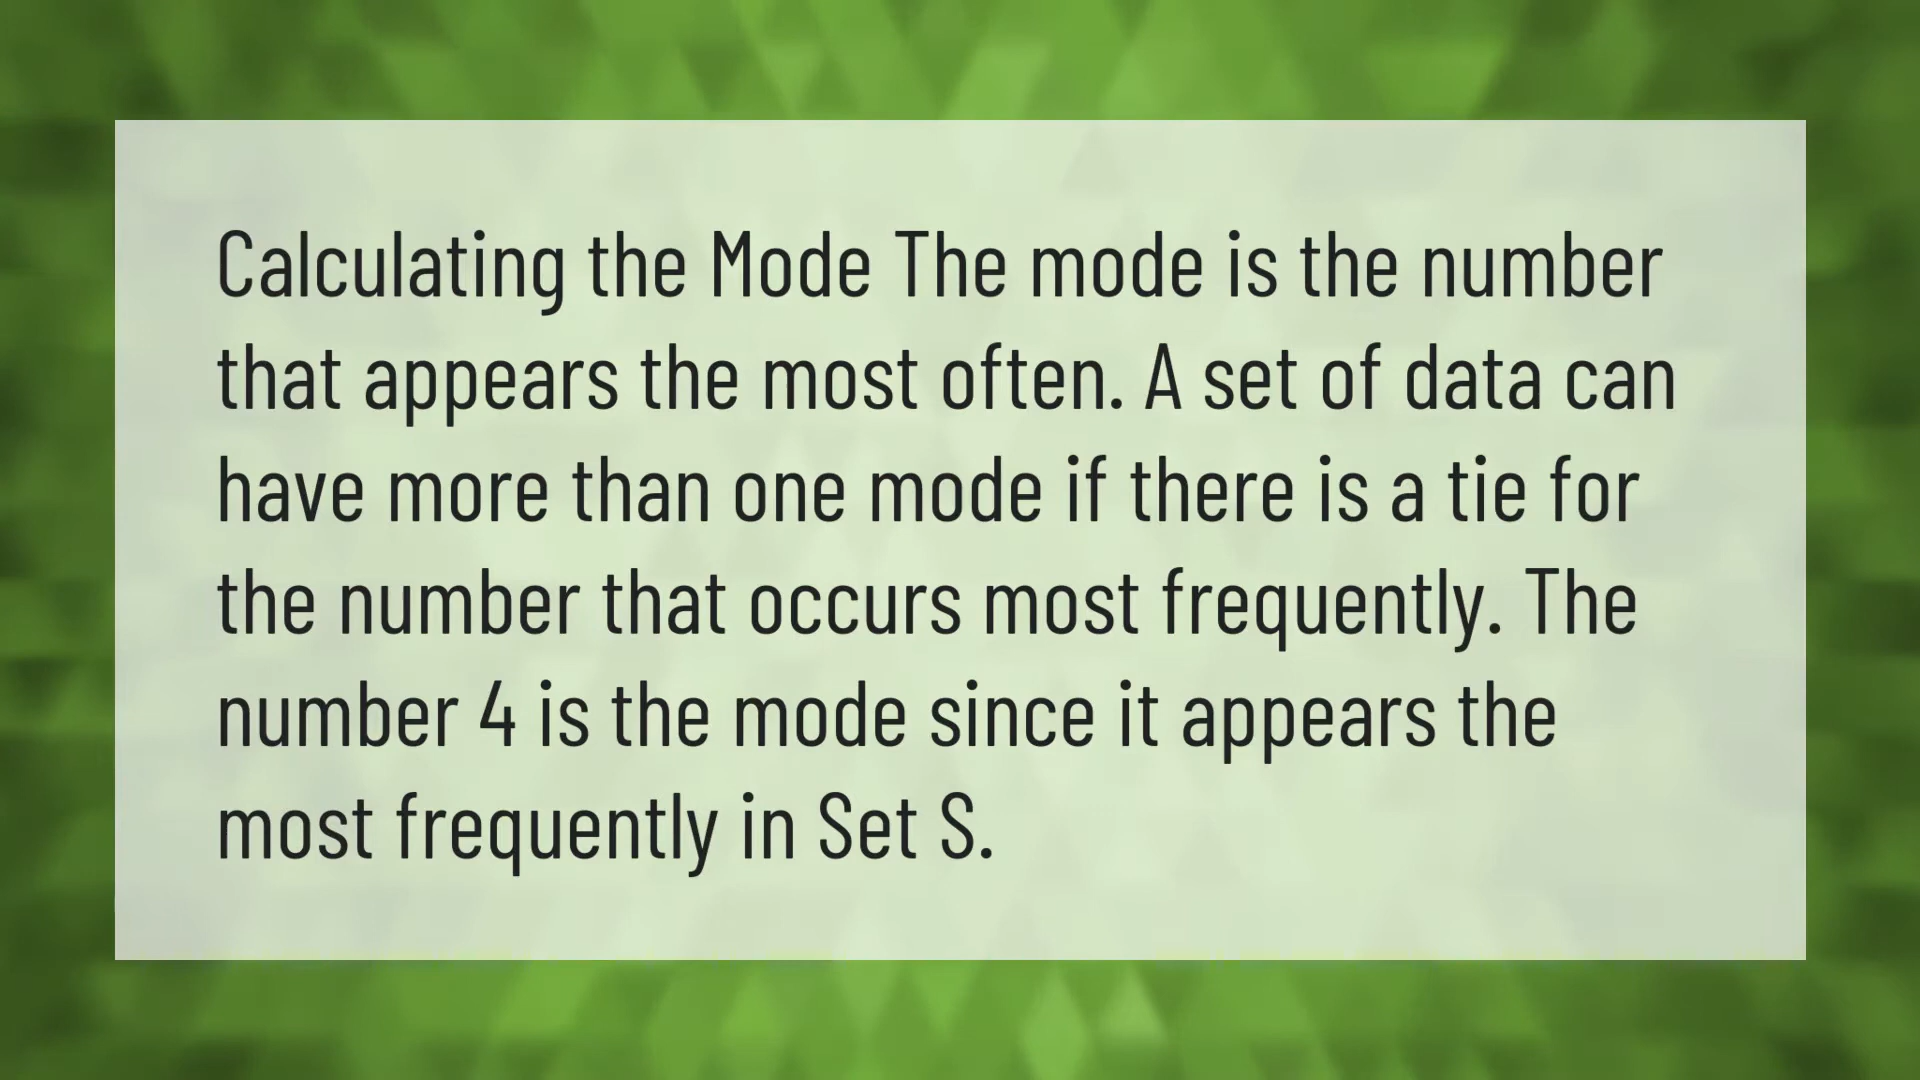 Calculating the Mode The mode is the number
that appears the most often. A set of data can
have more than one mode if there is a tie for
the number that occurs most frequently. The
number 4 is the mode since it appears the
most frequently in Set S.